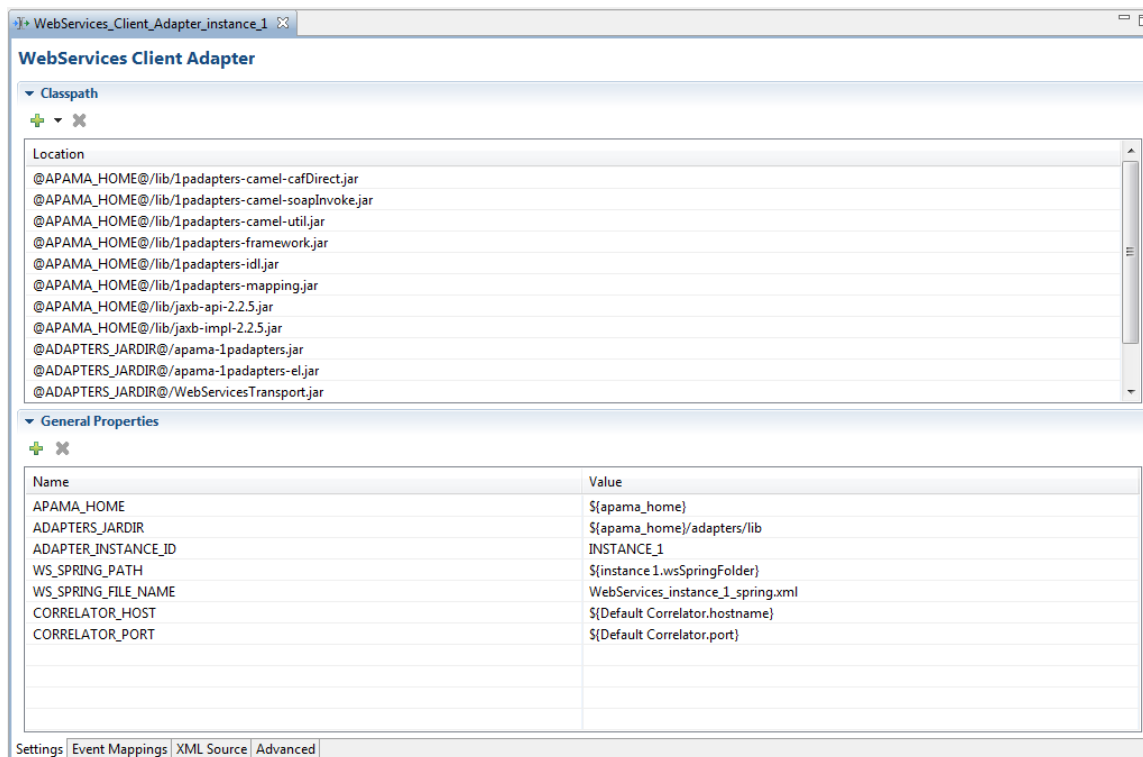 WebServices_Client_Adapter_instance_1
WebServices Client Adapter
Classpath
Location
@APAMA_HOME@/lib/1padapters-camel-cafDirect.jar
@APAMA_HOME@/lib/1padapters-camel-soapInvoke.jar
@APAMA_HOME@/lib/1padapters-camel-util.jar
@APAMA_HOME@/lib/1padapters-framework.jar
@APAMA_HOME@/lib/1padapters-idl.jar
@APAMA_HOME@/lib/1padapters-mapping.jar
@APAMA_HOME@/lib/jaxb-api-2.2.5.jar
@APAMA_HOME@/lib/jaxb-impl-2.2.5.jar
@ADAPTERS_JARDIR@/apama-1padapters.jar
@ADAPTERS_JARDIR@/apama-1padapters-el.jar
@ADAPTERS_JARDIR@/WebServicesTransport.jar
General Properties
Name Value
APAMA_HOME ${apama_home}
ADAPTERS_JARDIR ${apama_home}/adapters/lib
ADAPTER_INSTANCE_ID INSTANCE_1
WS_SPRING_PATH ${instance 1.wsSpringFolder}
WS_SPRING_FILE_NAME WebServices_instance_1_spring.xml
CORRELATOR_HOST ${Default Correlator.hostname}
CORRELATOR_PORT ${Default Correlator.port}
Settings Event Mappings XML Source Advanced